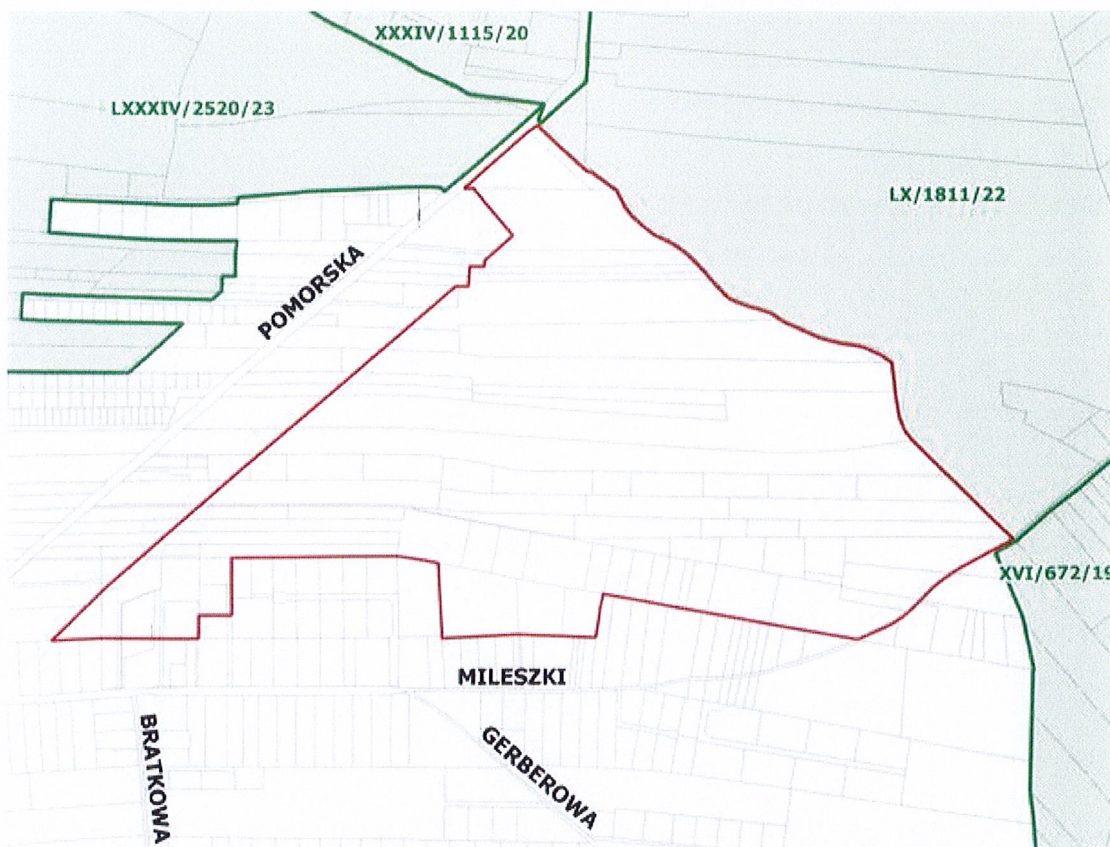 XXXIV/1115/20
LXXXIV/2520/23
LX/1811/22
POMORSKA
XVI/672/19
MILESZKI
BRATKOWA
GERBEROWA